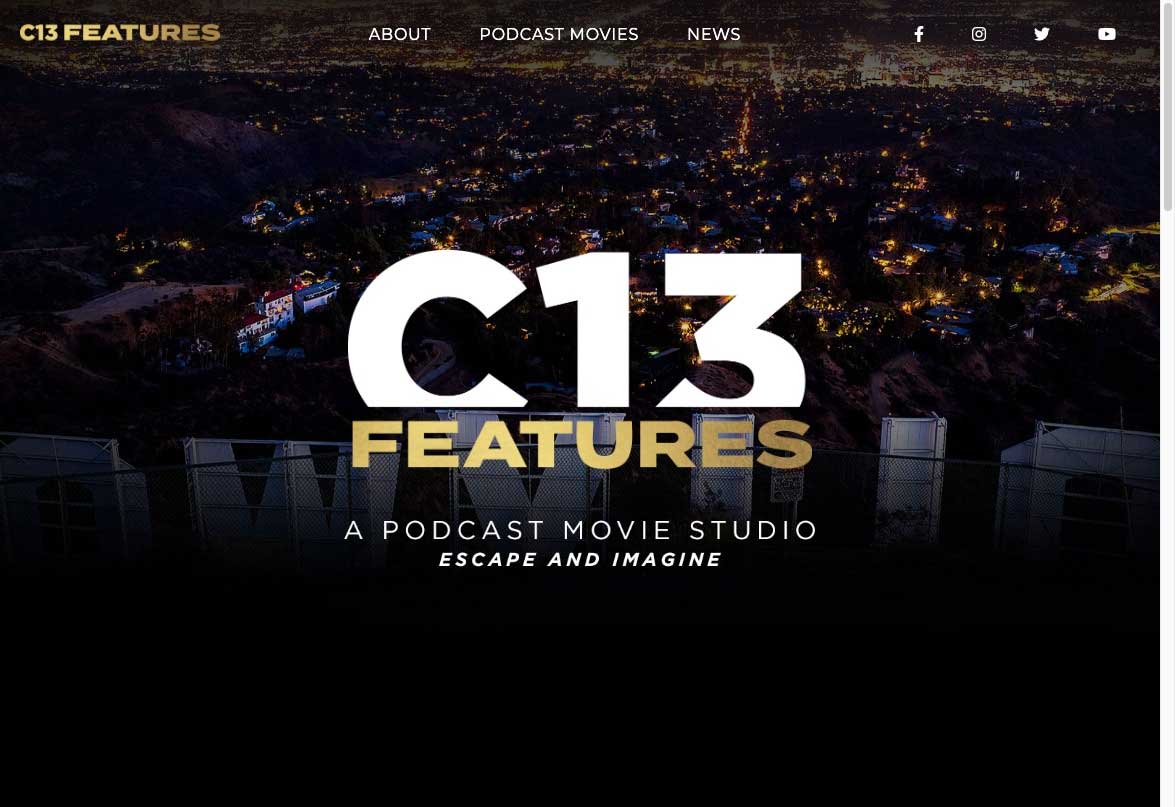 C13 FEATURES
ABOUT
PODCAST MOVIES
NEWS
C13
FEATURES
A PODCAST MOVIE STUDIO
ESCAPE AND IMAGINE